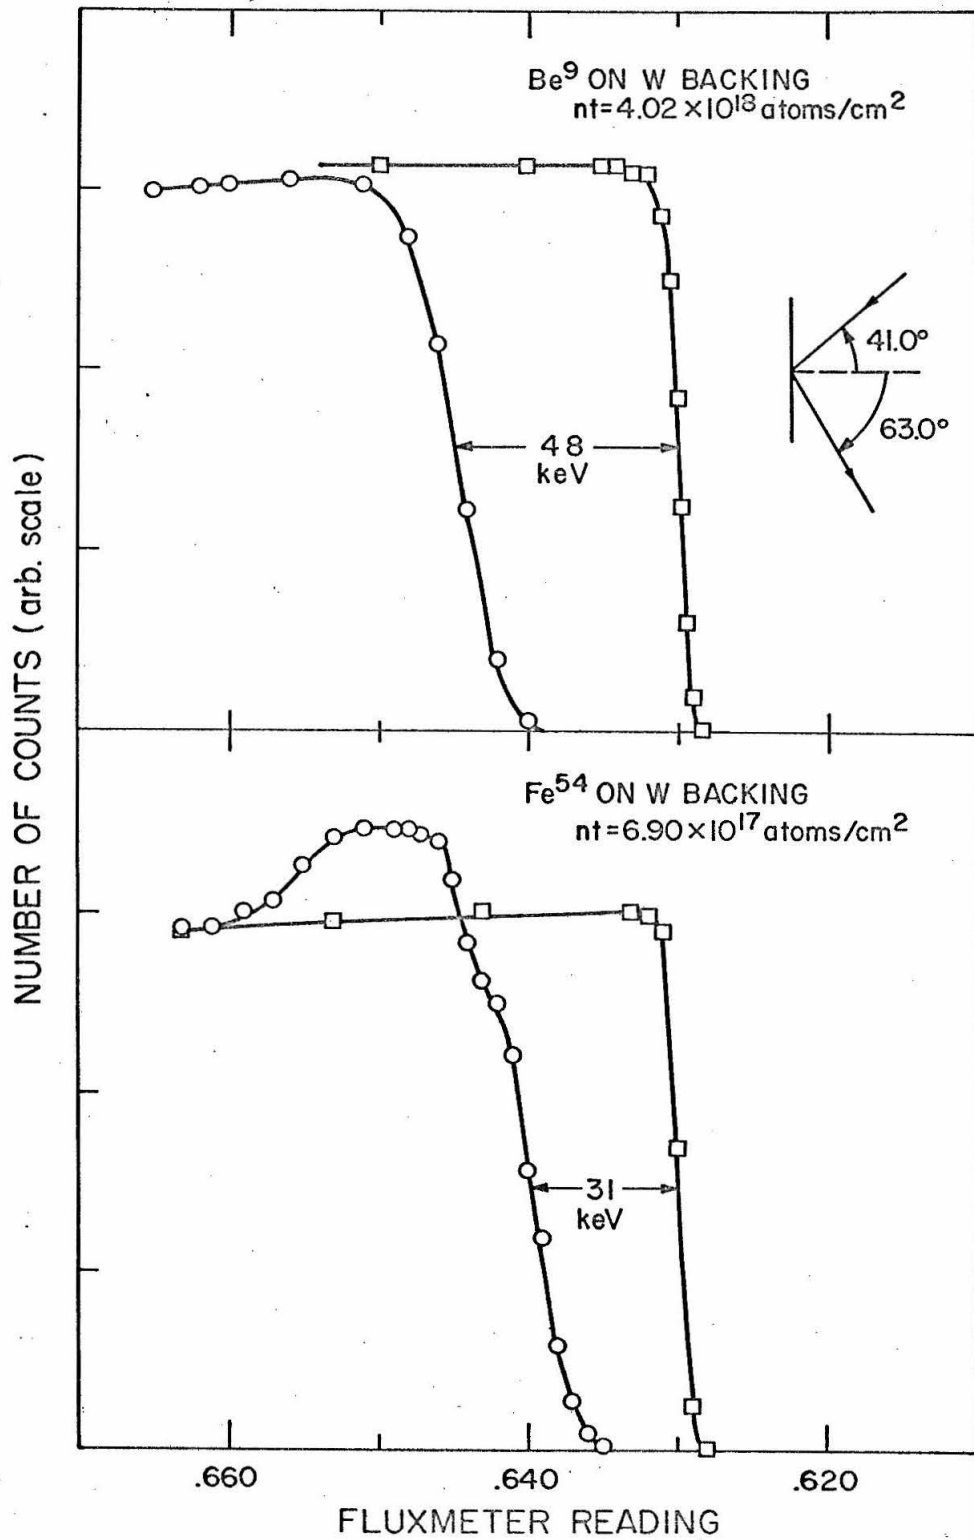 Be⁹ ON W BACKING
nt=4.02×10¹⁸ atoms/cm²
41.0°
63.0°
48
keV
NUMBER OF COUNTS (arb. scale)
Fe⁵⁴ ON W BACKING
nt=6.90×10¹⁷ atoms/cm²
31
keV
.660
.640
.620
FLUXMETER READING